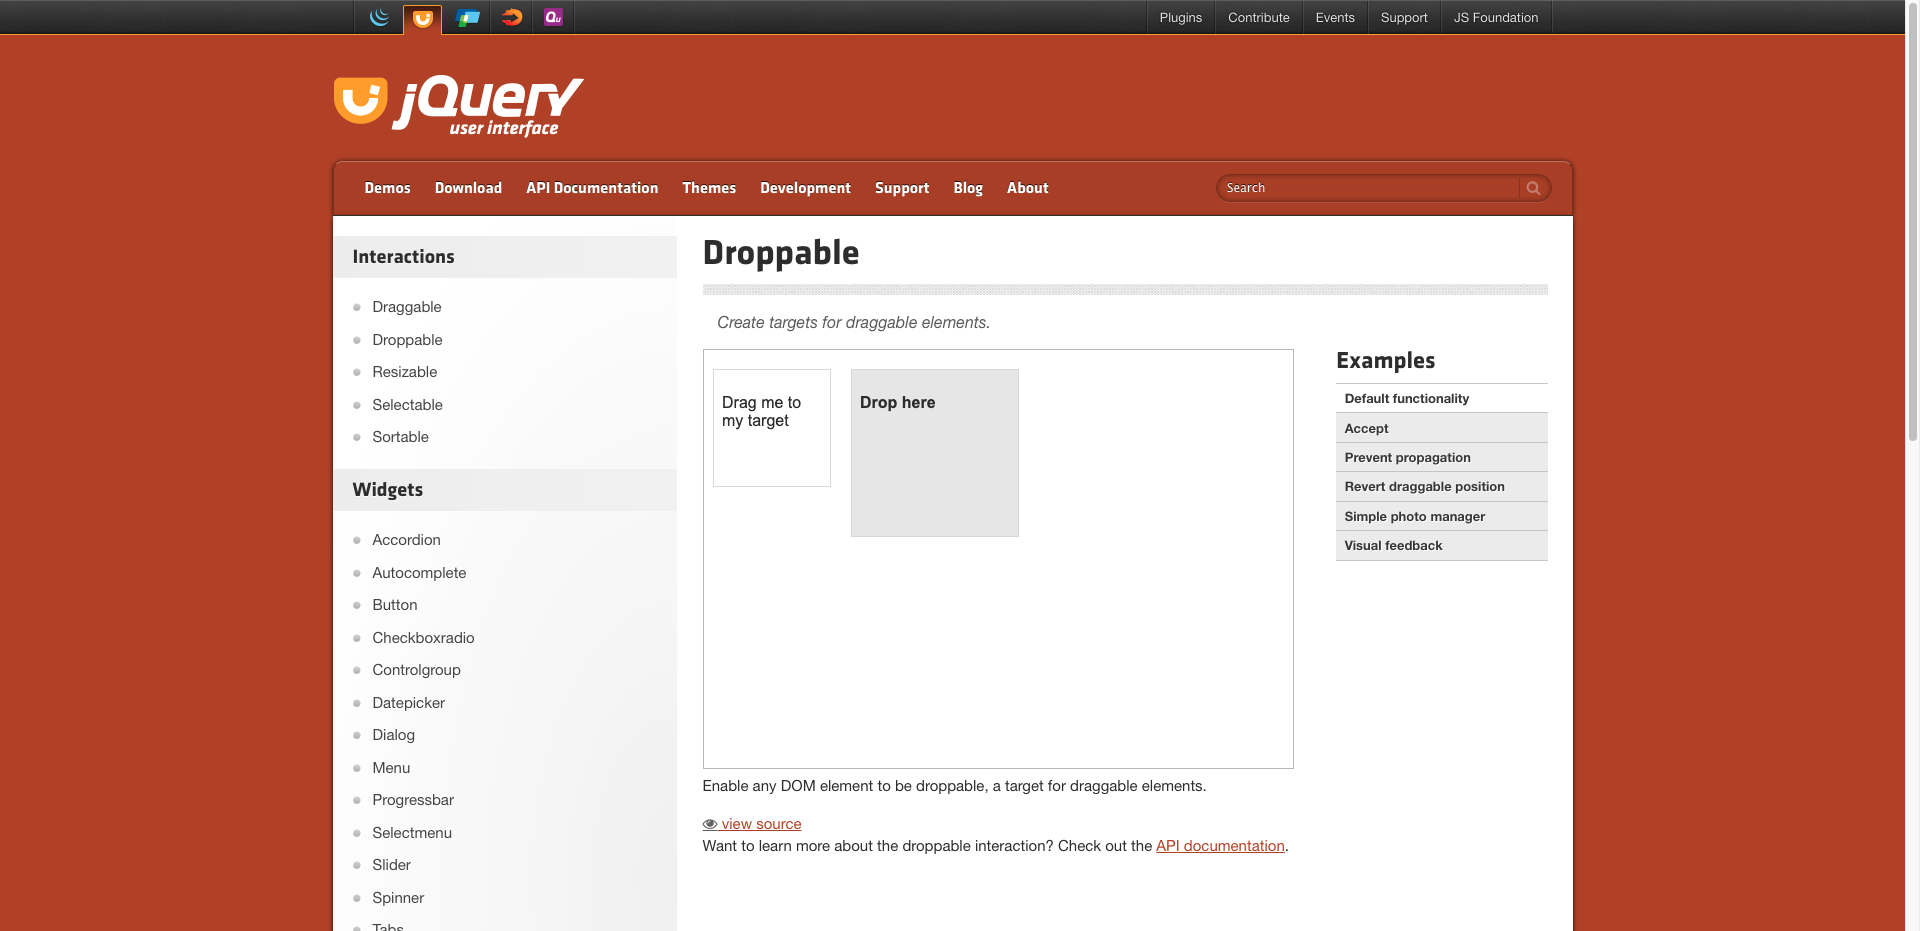 Plugins
Contribute
Events
Support
JS Foundation
jQuery
user interface
Demos
Download
API Documentation
Themes
Development
Support
Blog
About
Search
Interactions
Draggable
Droppable
Resizable
Selectable
Sortable
Widgets
Accordion
Autocomplete
Button
Checkboxradio
Controlgroup
Datepicker
Dialog
Menu
Progressbar
Selectmenu
Slider
Spinner
Tabs
Droppable
Create targets for draggable elements.
Drag me to
my target
Drop here
Enable any DOM element to be droppable, a target for draggable elements.
view source
Want to learn more about the droppable interaction? Check out the API documentation.
Examples
Default functionality
Accept
Prevent propagation
Revert draggable position
Simple photo manager
Visual feedback